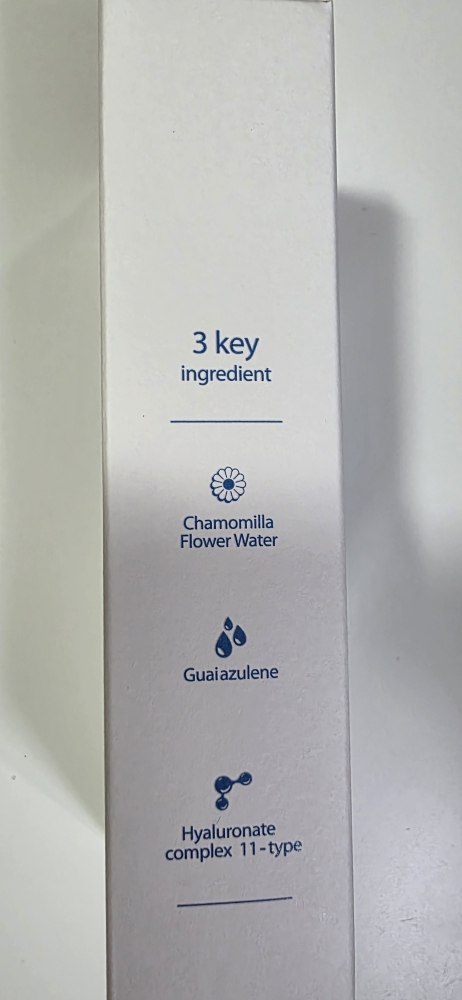 3 key
ingredient
Chamomilla
Flower Water
Guaiazulene
Hyaluronate
complex 11-type